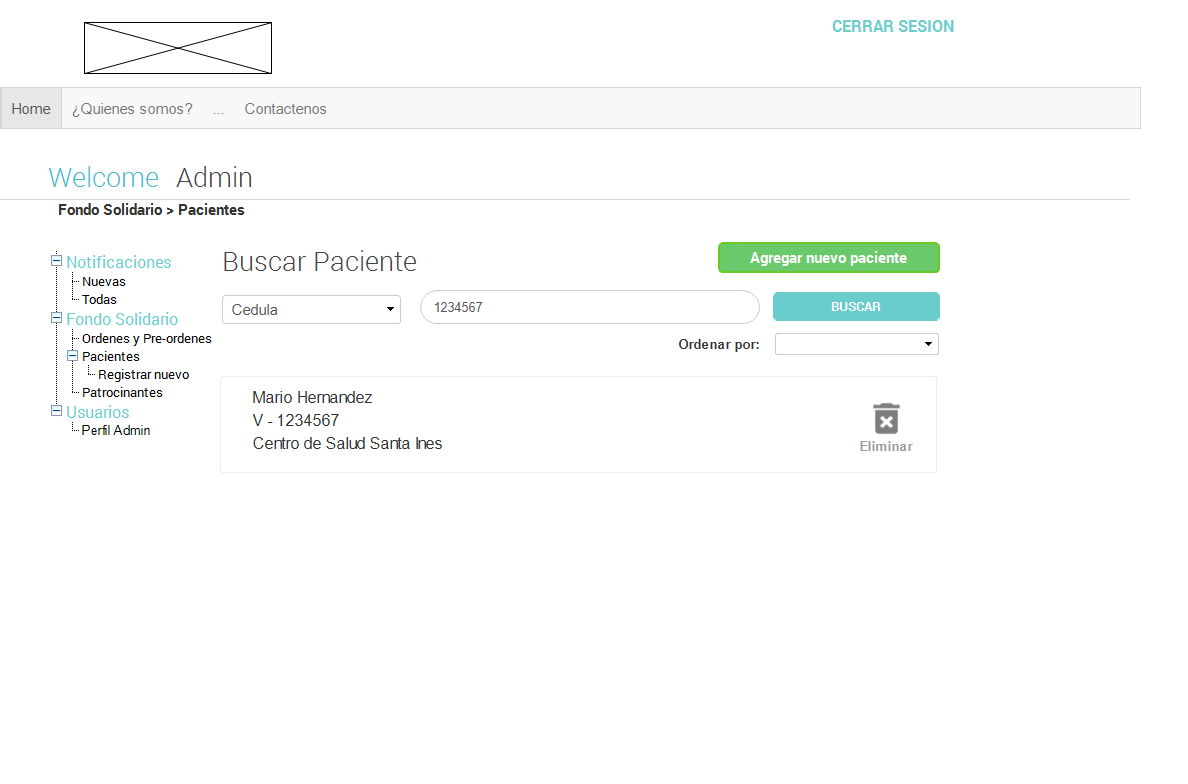 CERRAR SESION
Home ¿Quienes somos? ... Contactenos
Welcome Admin
Fondo Solidario > Pacientes
Notificaciones
Nuevas
Todas
Fondo Solidario
Ordenes y Pre-ordenes
Pacientes
Registrar nuevo
Patrocinantes
Usuarios
Perfil Admin
Buscar Paciente
Agregar nuevo paciente
Cedula 1234567 BUSCAR
Ordenar por:
Mario Hernandez
V - 1234567
Centro de Salud Santa Ines
Eliminar